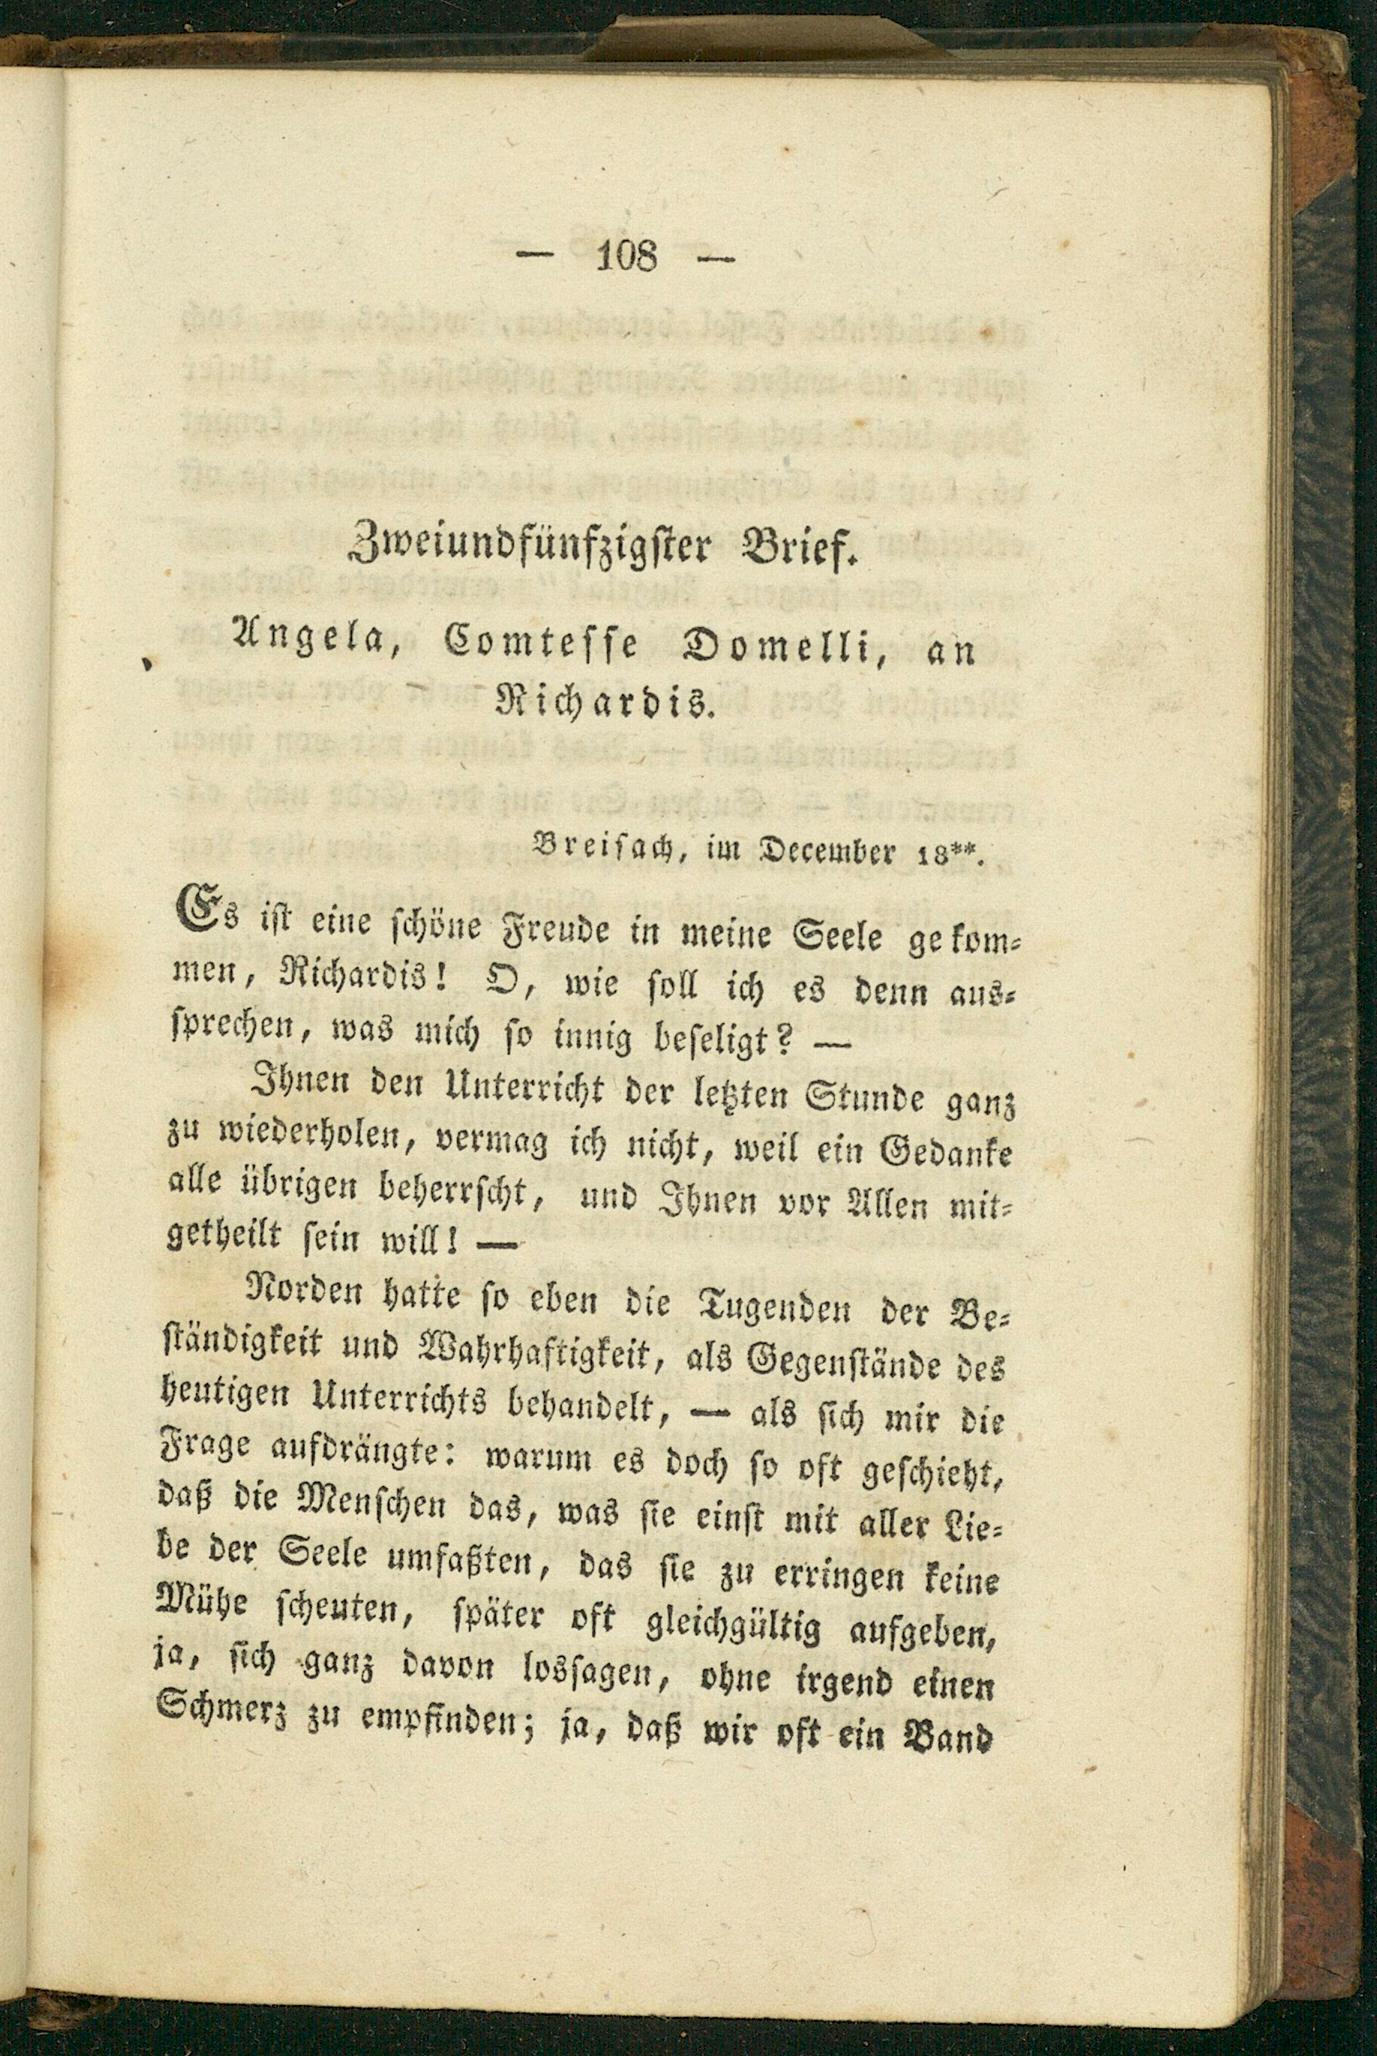 — 108 —
Zweiundfünfzigster Brief.
Angela, Comtesse Domelli, an
Richardis.
Breisach, im December 18**.
Es ist eine schöne Freude in meine Seele gekom-
men, Richardis! O, wie soll ich es denn aus-
sprechen, was mich so innig beseligt? —
Ihnen den Unterricht der letzten Stunde ganz
zu wiederholen, vermag ich nicht, weil ein Gedanke
alle übrigen beherrscht, und Ihnen vor Allen mit-
getheilt sein will! —
Norden hatte so eben die Tugenden der Be-
ständigkeit und Wahrhaftigkeit, als Gegenstände des
heutigen Unterrichts behandelt, — als sich mir die
Frage aufdrängte: warum es doch so oft geschieht,
daß die Menschen das, was sie einst mit aller Lie-
be der Seele umfaßten, das sie zu erringen keine
Mühe scheuten, später oft gleichgültig aufgeben,
ja, sich ganz davon lossagen, ohne irgend einen
Schmerz zu empfinden; ja, daß wir oft ein Band